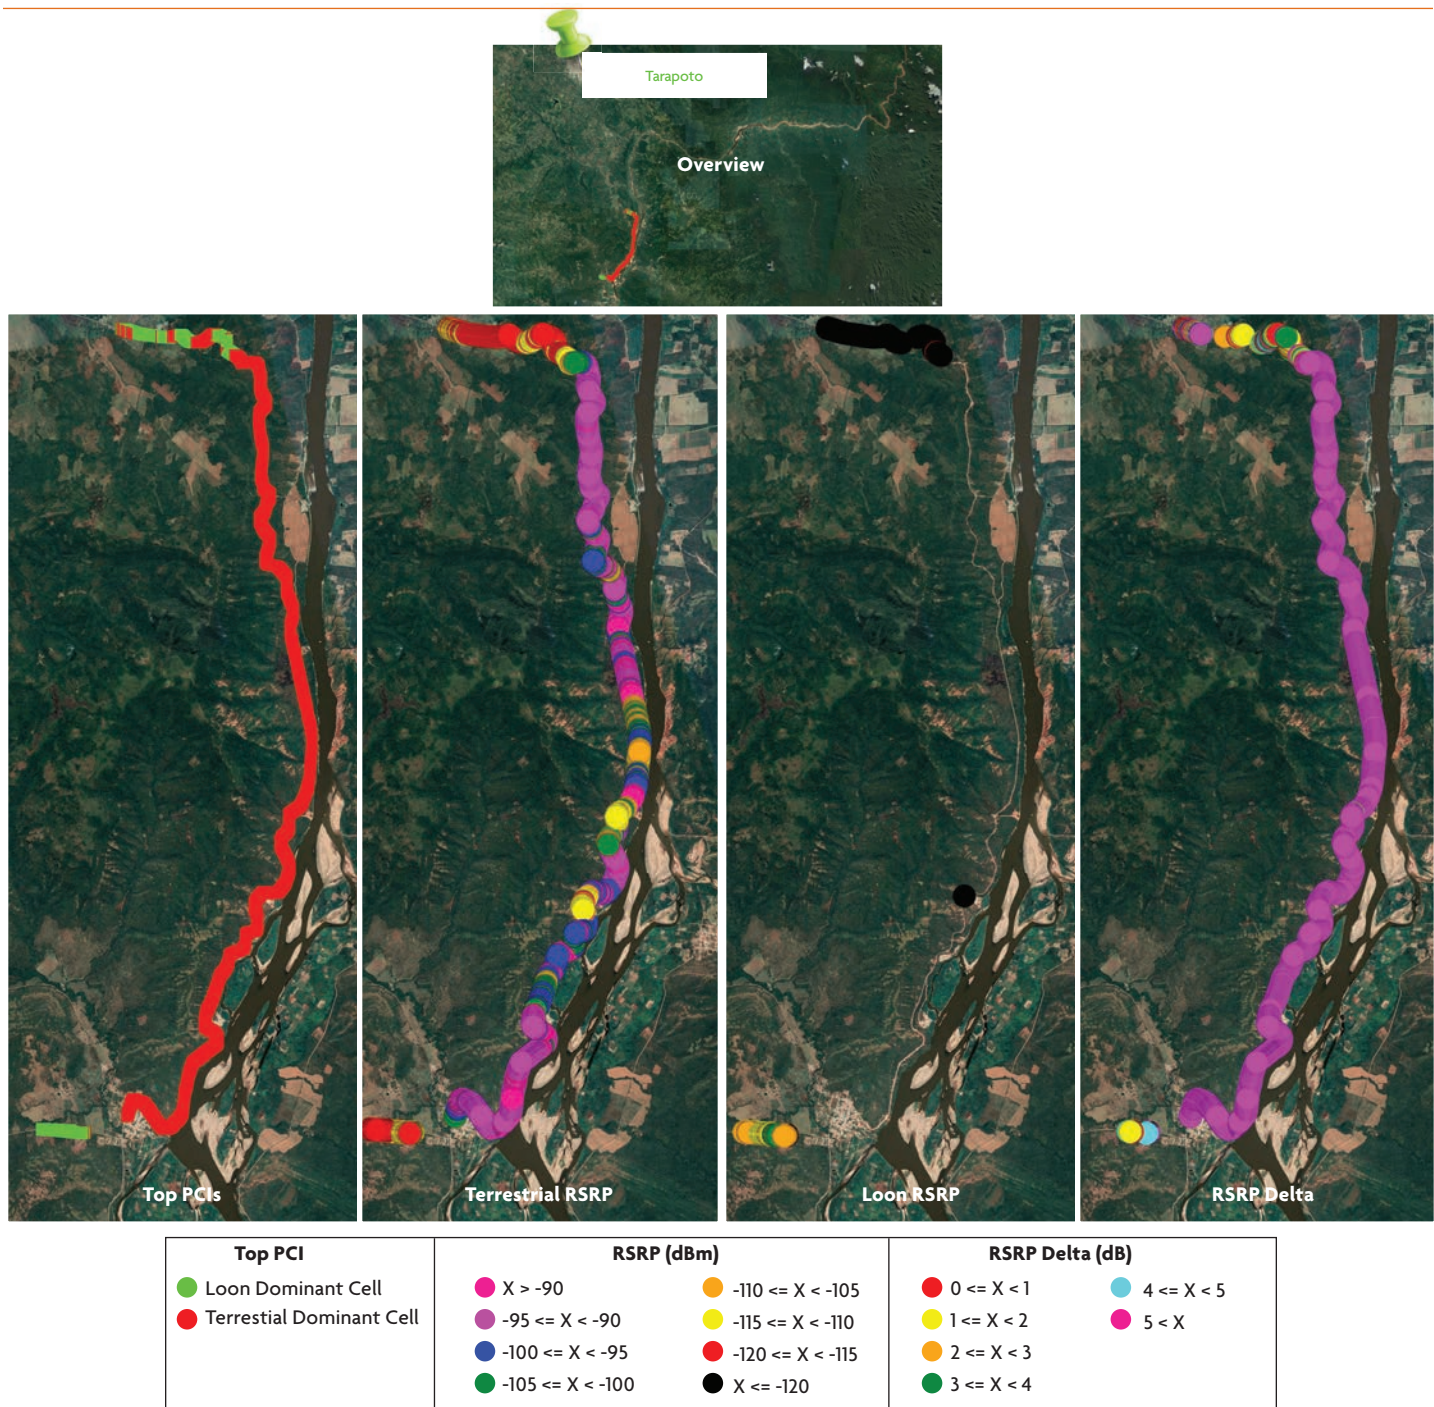 Tarapoto
Overview
Top PCIs
Terrestrial RSRP
Loon RSRP
RSRP Delta
Top PCI
Loon Dominant Cell
Terrestial Dominant Cell
RSRP (dBm)
X > -90
-95 <= X < -90
-100 <= X < -95
-105 <= X < -100
-110 <= X < -105
-115 <= X < -110
-120 <= X < -115
X <= -120
RSRP Delta (dB)
0 <= X < 1
1 <= X < 2
2 <= X < 3
3 <= X < 4
4 <= X < 5
5 < X